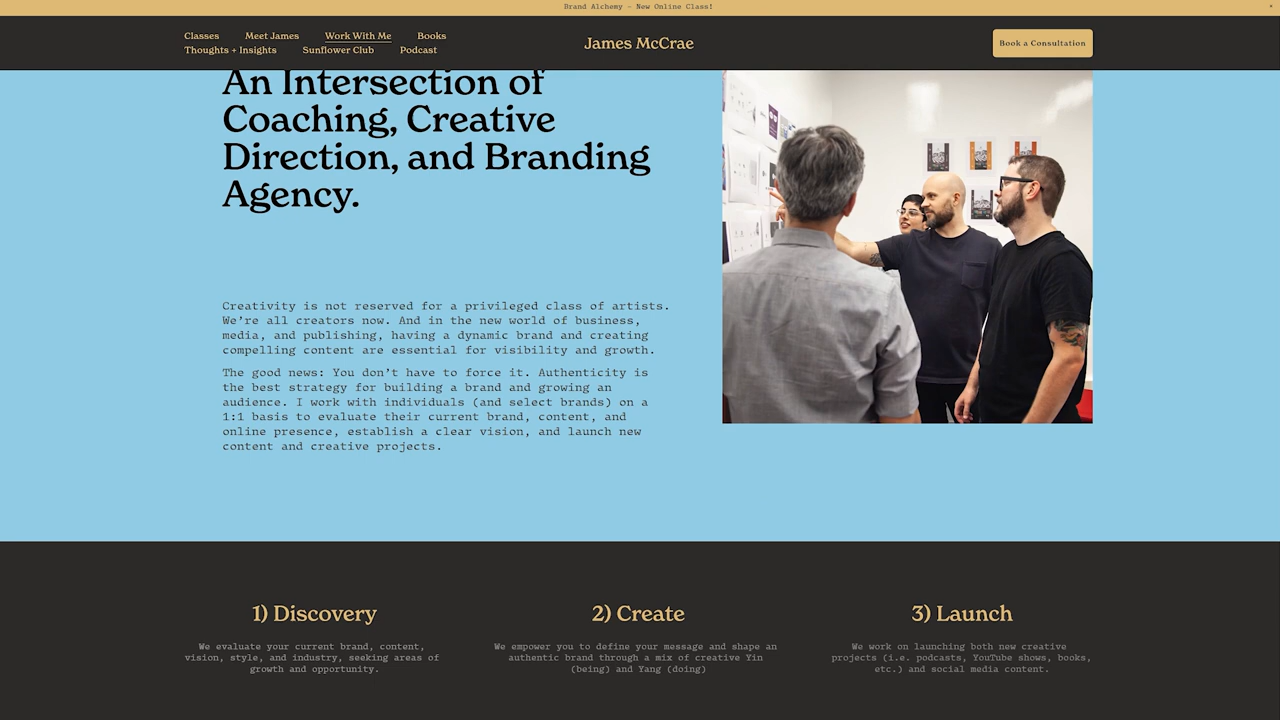 Brand Alchemy — New Online Class!
×
Classes Meet James Work With Me Books
Thoughts + Insights Sunflower Club Podcast
James McCrae
Book a Consultation
An Intersection of
Coaching, Creative
Direction, and Branding
Agency.
Creativity is not reserved for a privileged class of artists.
We're all creators now. And in the new world of business,
media, and publishing, having a dynamic brand and creating
compelling content are essential for visibility and growth.
The good news: You don't have to force it. Authenticity is
the best strategy for building a brand and growing an
audience. I work with individuals (and select brands) on a
1:1 basis to evaluate their current brand, content, and
online presence, establish a clear vision, and launch new
content and creative projects.
1) Discovery
We evaluate your current brand, content,
vision, style, and industry, seeking areas of
growth and opportunity.
2) Create
We empower you to define your message and shape an
authentic brand through a mix of creative Yin
(being) and Yang (doing)
3) Launch
We work on launching both new creative
projects (i.e. podcasts, YouTube shows, books,
etc.) and social media content.